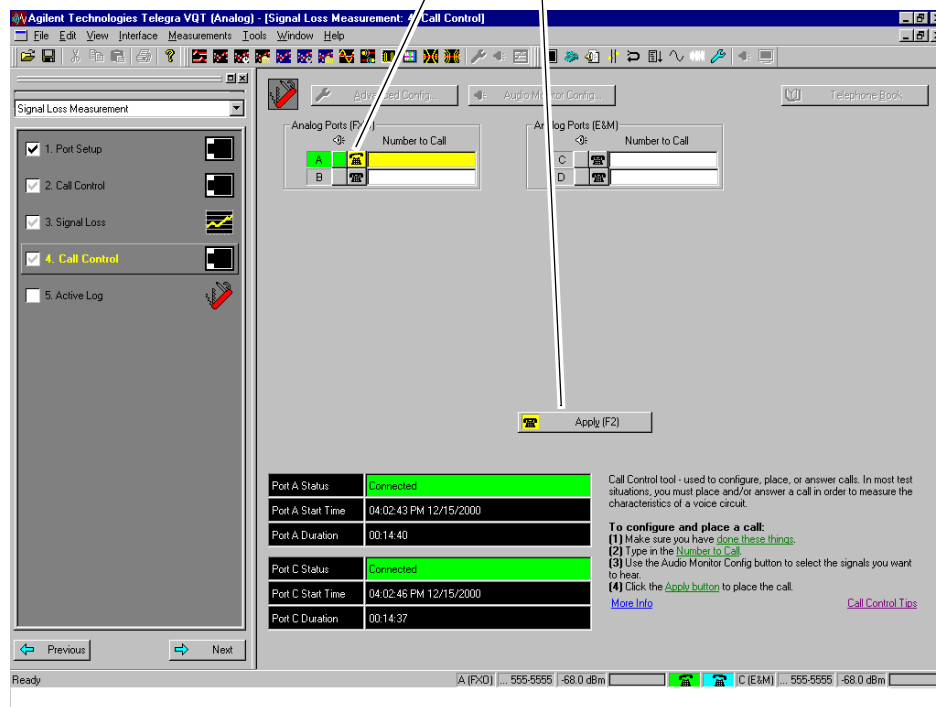 Agilent Technologies Telegra VQT (Analog) - [Signal Loss Measurement: 4. Call Control]
File Edit View Interface Measurements Tools Window Help
Signal Loss Measurement
1. Port Setup
2. Call Control
3. Signal Loss
4. Call Control
5. Active Log
Previous
Next
Advanced Config...
Audio Monitor Config...
Telephone Book
Analog Ports
Number to Call
A
B
Analog Ports (E&M)
Number to Call
C
D
Apply (F2)
Port A Status Connected
Port A Start Time 04:02:43 PM 12/15/2000
Port A Duration 00:14:40
Port C Status Connected
Port C Start Time 04:02:46 PM 12/15/2000
Port C Duration 00:14:37
Call Control tool - used to configure, place, or answer calls. In most test
situations, you must place and/or answer a call in order to measure the
characteristics of a voice circuit.
To configure and place a call:
(1) Make sure you have done these things.
(2) Type in the Number to Call.
(3) Use the Audio Monitor Config button to select the signals you want
to hear.
(4) Click the Apply button to place the call.
More Info
Call Control Tips
Ready
A (FXO) ... 555-5555 -68.0 dBm
C (E&M) ... 555-5555 -68.0 dBm